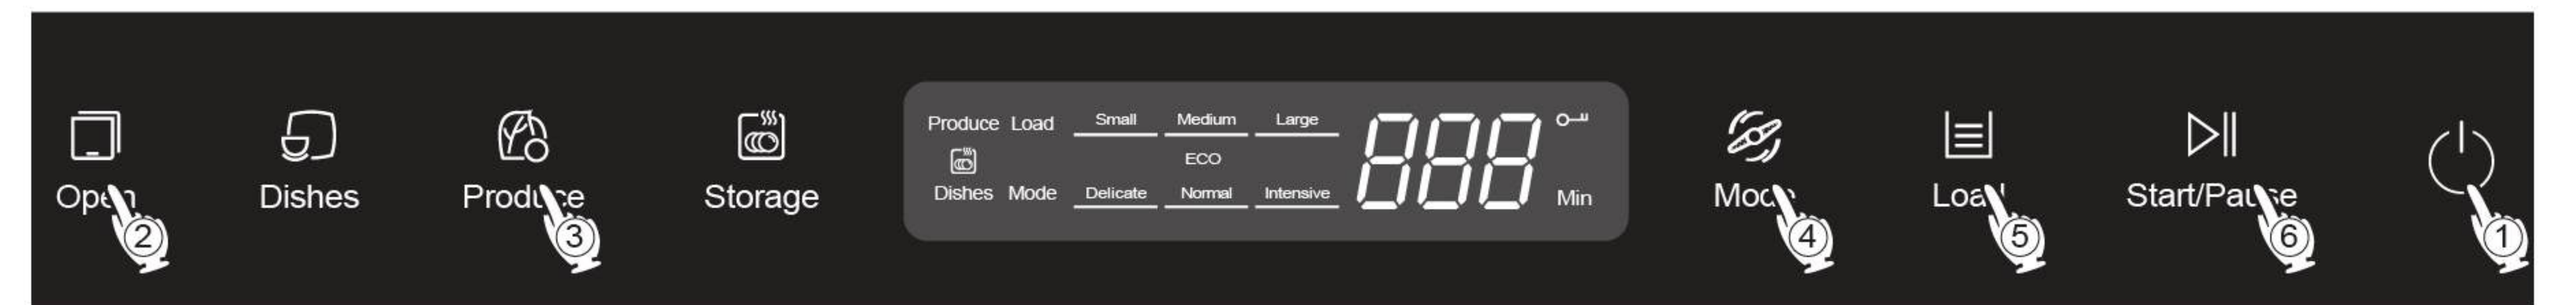 Produce Load Small Medium Large
ECO
Dishes Mode Delicate Normal Intensive 888 Min
Open Dishes Produce Storage Mode Load Start/Pause
2 3 4 5 6 1